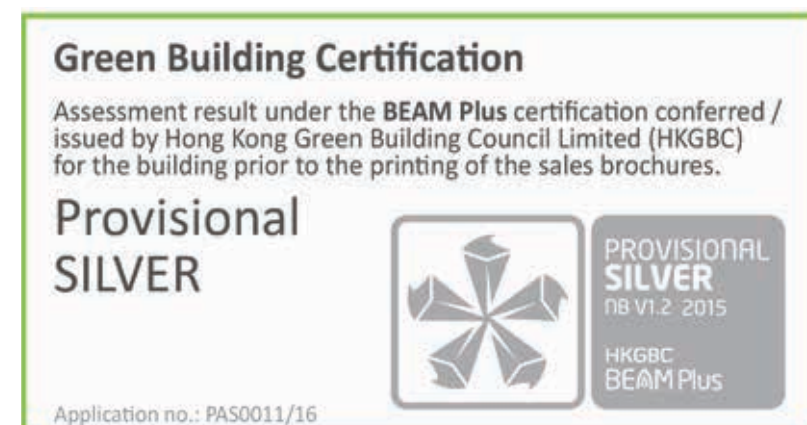 Green Building Certification
Assessment result under the BEAM Plus certification conferred /
issued by Hong Kong Green Building Council Limited (HKGBC)
for the building prior to the printing of the sales brochures.
Provisional
SILVER
PROVISIONAL
SILVER
NB V1.2 2015
HKGBC
BEAM Plus
Application no.: PAS0011/16